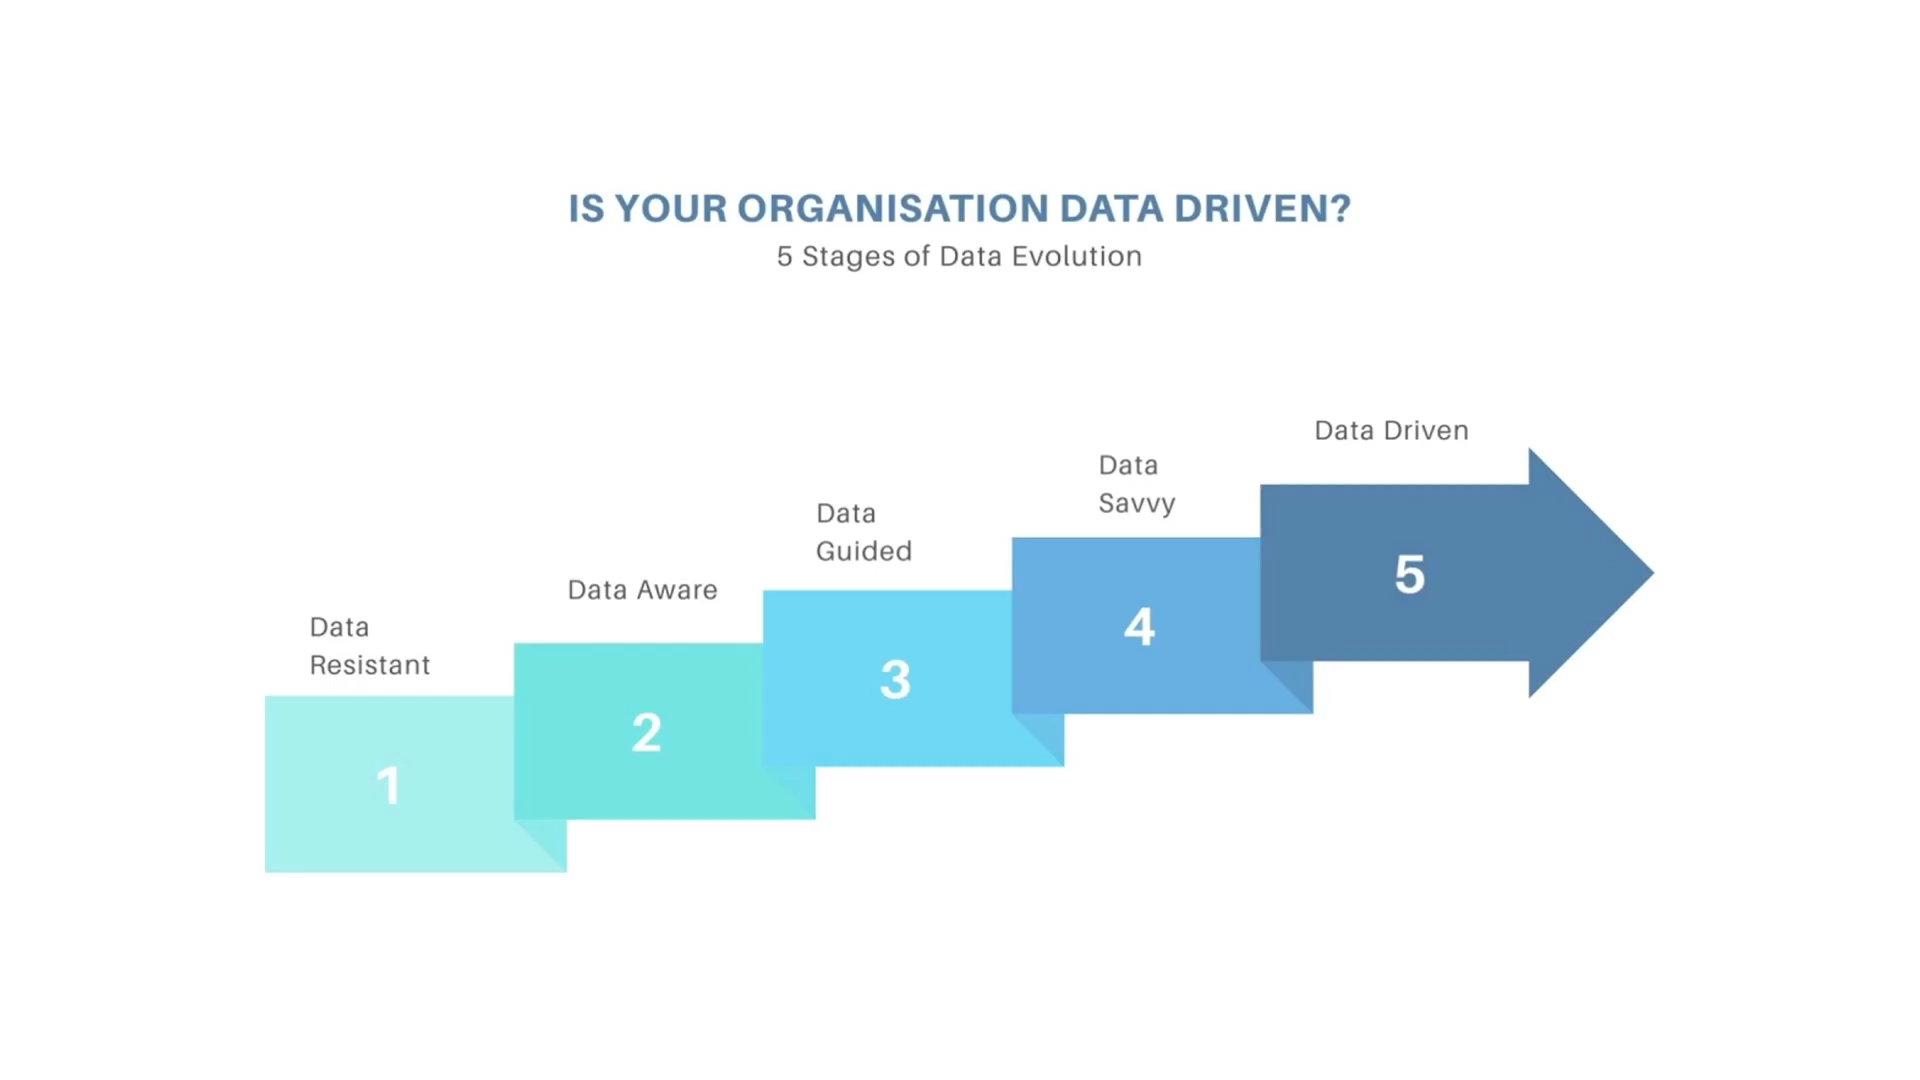 IS YOUR ORGANISATION DATA DRIVEN?
5 Stages of Data Evolution
Data
Resistant
1
Data Aware
2
Data
Guided
3
Data
Savvy
4
Data Driven
5